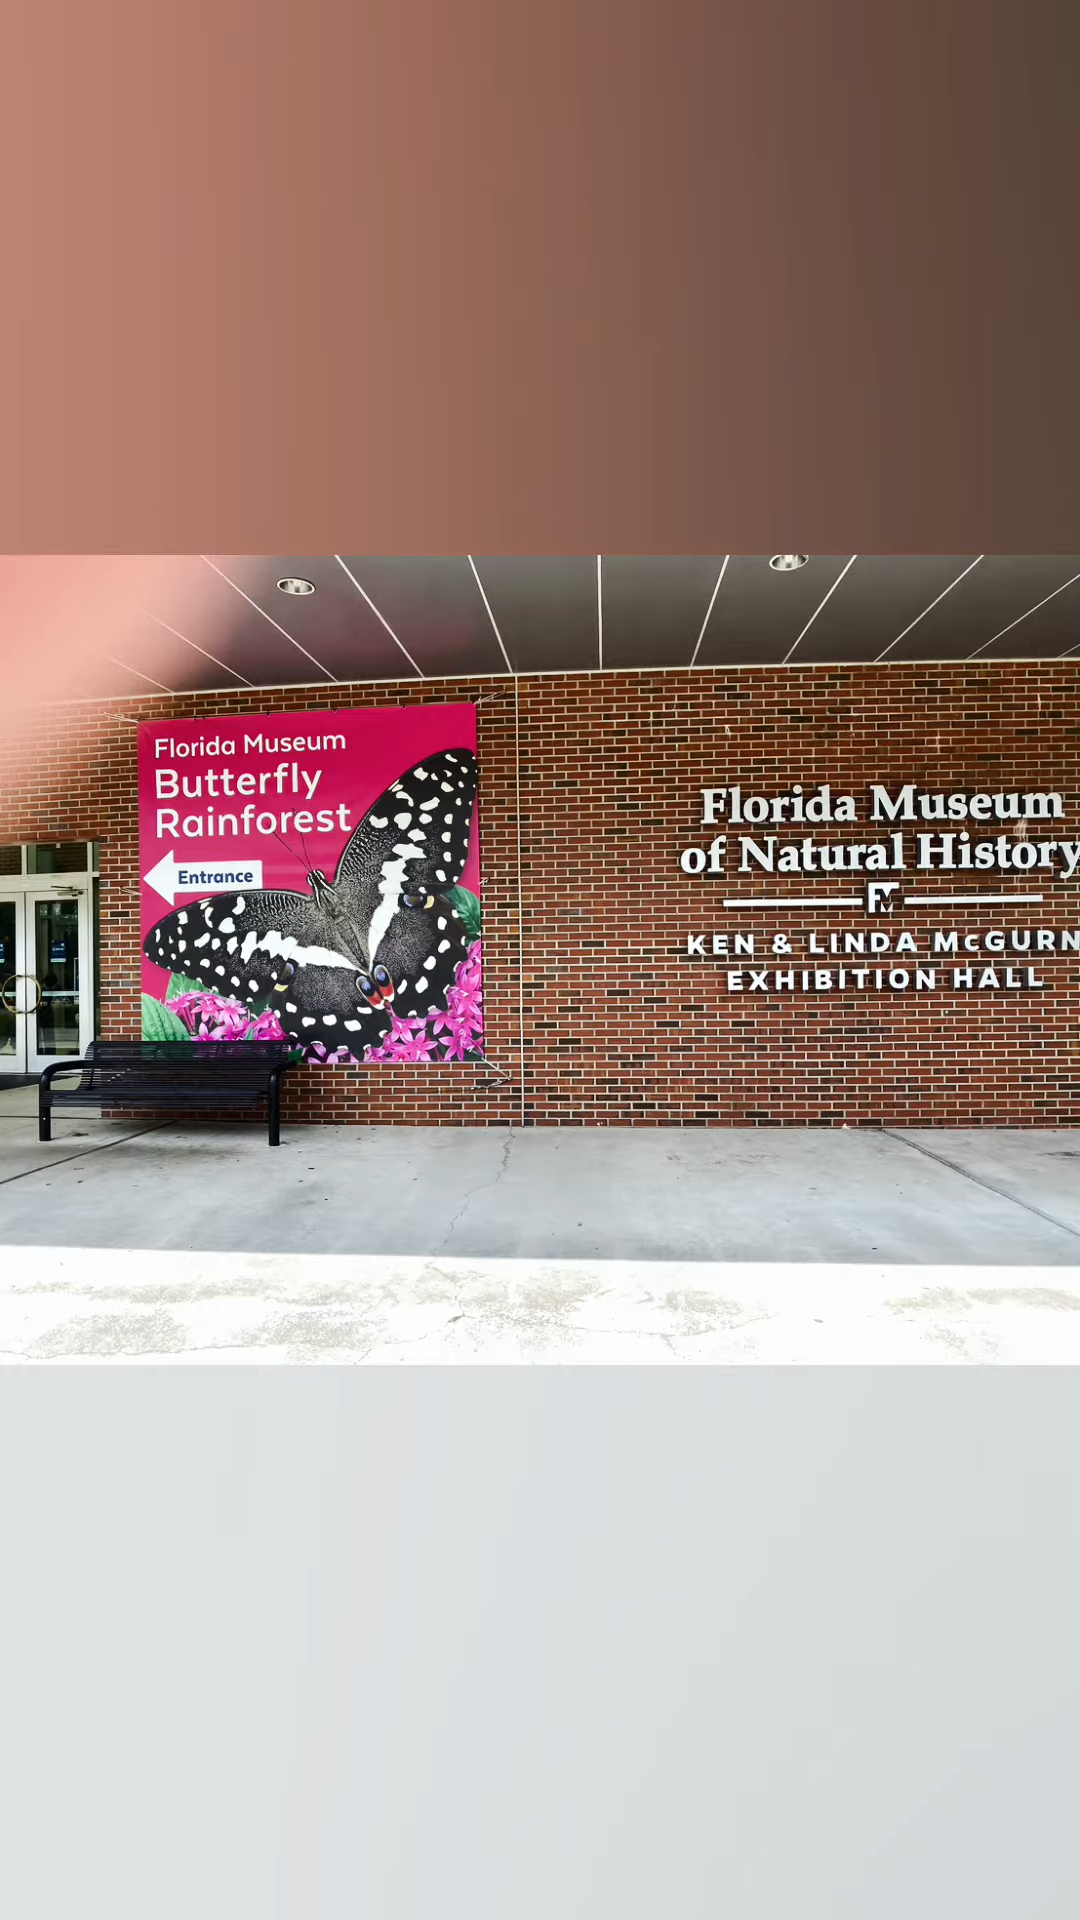 Florida Museum
Butterfly
Rainforest
Entrance
Florida Museum
of Natural History
FM
KEN & LINDA McGURN
EXHIBITION HALL